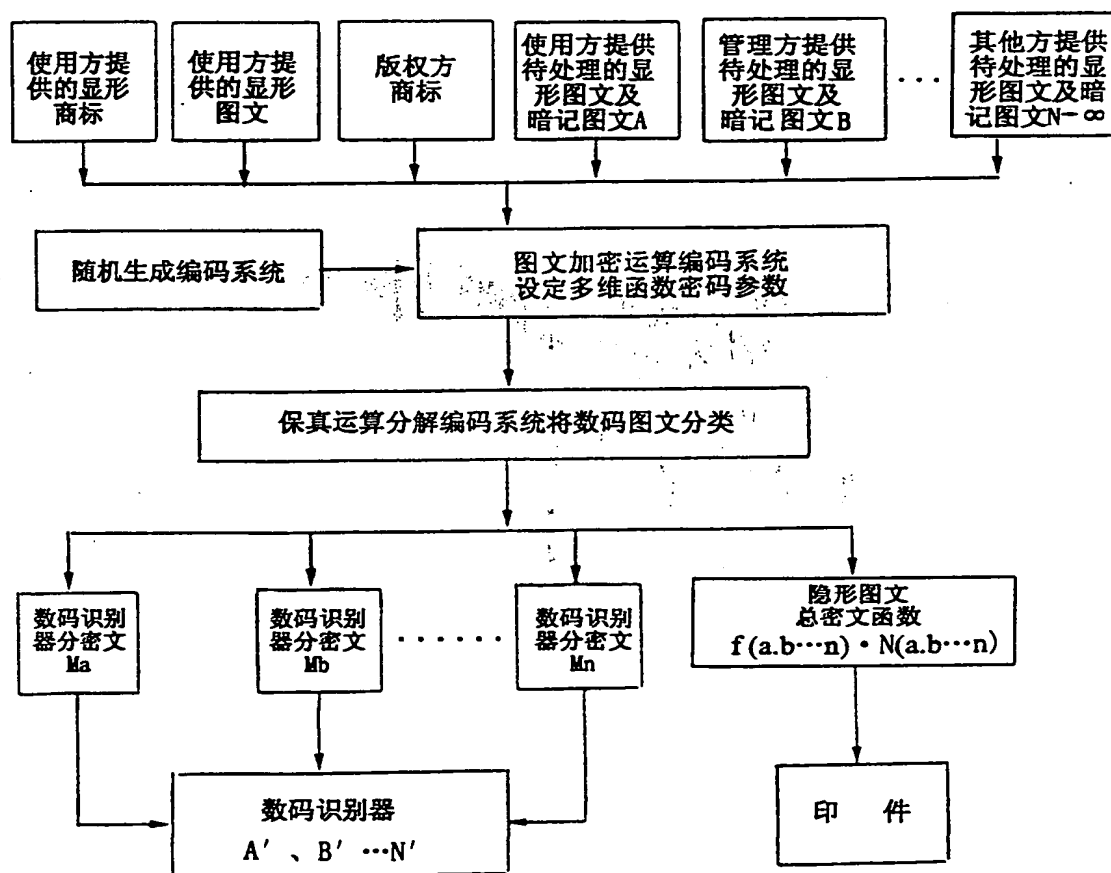 使用方提
供的显形
商标
使用方提
供的显形
图文
版权方
商标
使用方提供
待处理的显
形图文及
暗记图文A
管理方提供
待处理的显
形图文及
暗记图文B
····
其他方提供
待处理的显
形图文及暗
记图文N-∞
随机生成编码系统
图文加密运算编码系统
设定多维函数密码参数
保真运算分解编码系统将数码图文分类
数码识别
器分密文
Ma
数码识别
器分密文
Mb
·······
数码识别
器分密文
Mn
隐形图文
总密文函数
f(a.b···n)·N(a.b···n)
数码识别器
A′、B′···N′
印 件